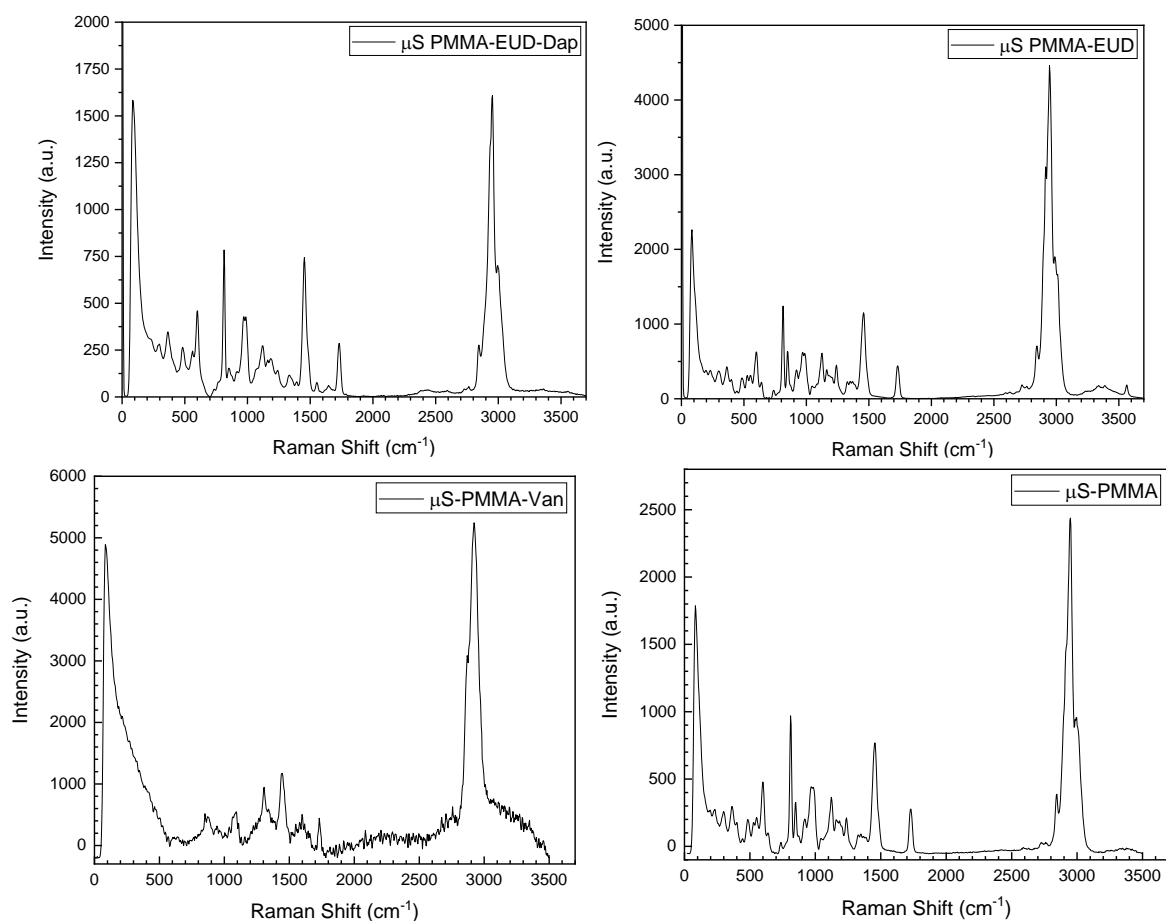 μS PMMA-EUD-Dap
2000
1750
1500
1250
750
500
250
0
Intensity (a.u.)
0 500 1000 1500 2000 2500 3000 3500
Raman Shift (cm-1)
μS PMMA-EUD
5000
4000
3000
2000
1000
0
Intensity (a.u.)
0 500 1000 1500 2000 2500 3000 3500
Raman Shift (cm-1)
μS-PMMA-Van
6000
5000
4000
3000
2000
1000
0
Intensity (a.u.)
0 500 1000 1500 2000 2500 3000 3500
Raman Shift (cm-1)
μS-PMMA
2500
2000
1500
1000
500
0
Intensity (a.u.)
0 500 1000 1500 2000 2500 3000 3500
Raman Shift (cm-1)